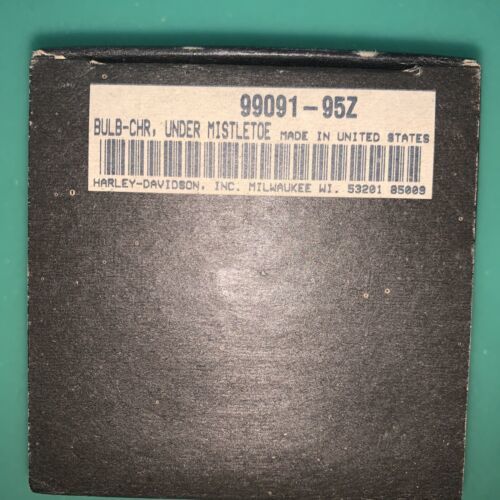 99091-95Z
BULB-CHR, UNDER MISTLETOE MADE IN UNITED STATES
HARLEY-DAVIDSON, INC. MILWAUKEE WI. 53201 85009